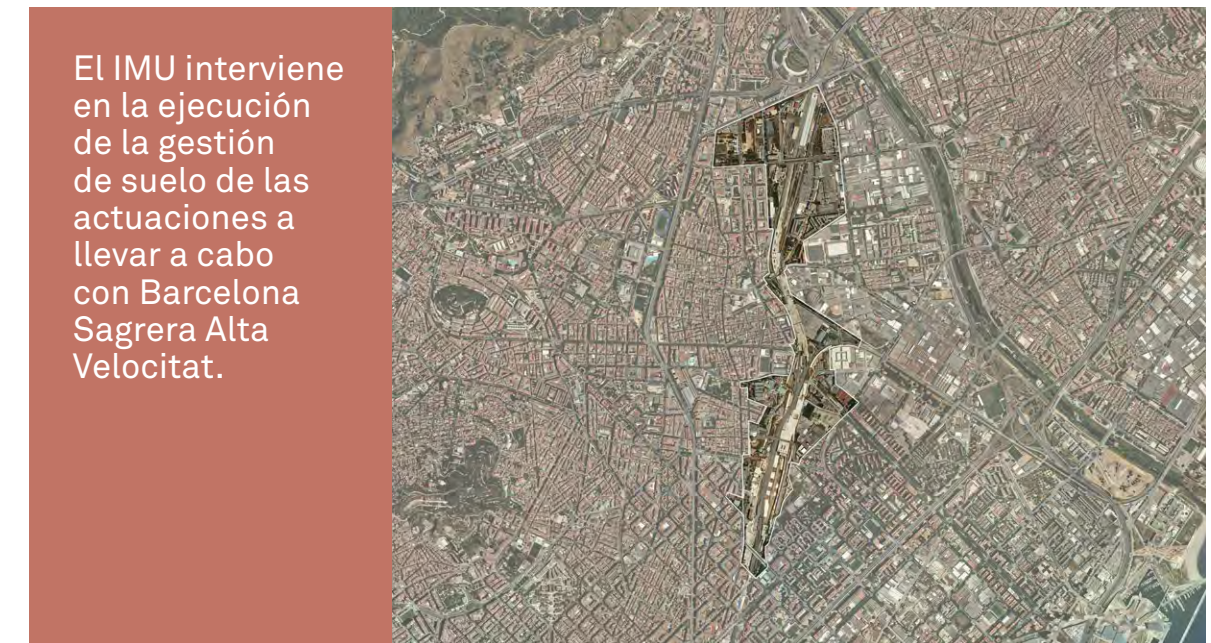 El IMU interviene
en la ejecución
de la gestión
de suelo de las
actuaciones a
llevar a cabo
con Barcelona
Sagrera Alta
Velocitat.